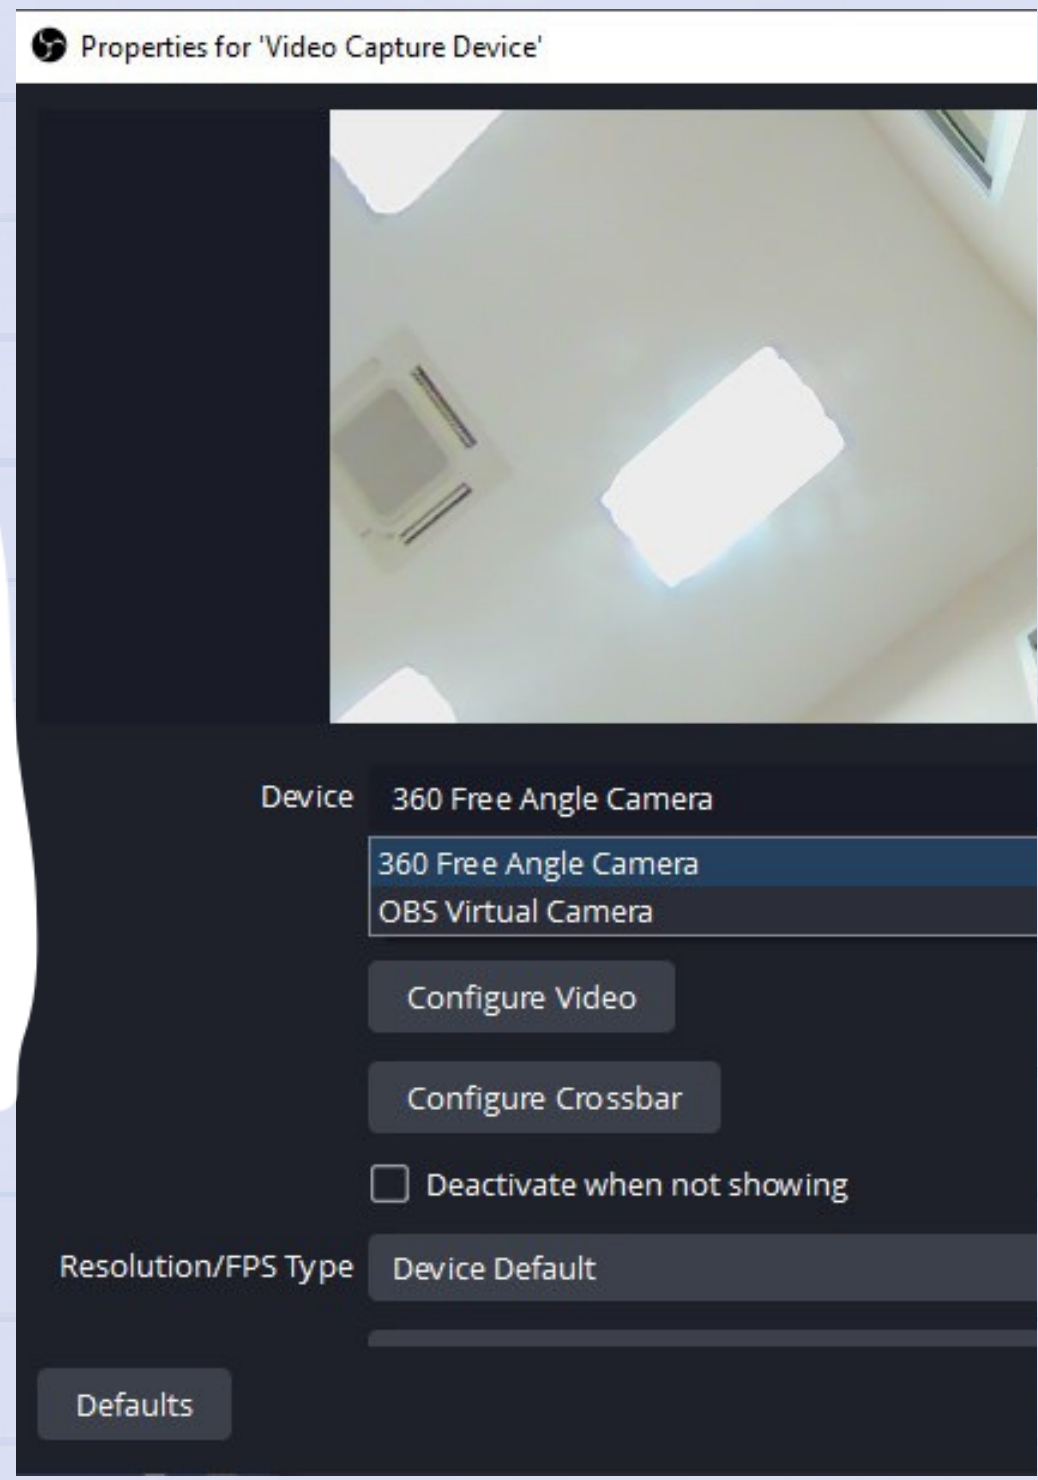 Properties for 'Video Capture Device'
Device 360 Free Angle Camera
360 Free Angle Camera
OBS Virtual Camera
Configure Video
Configure Crossbar
Deactivate when not showing
Resolution/FPS Type Device Default
Defaults